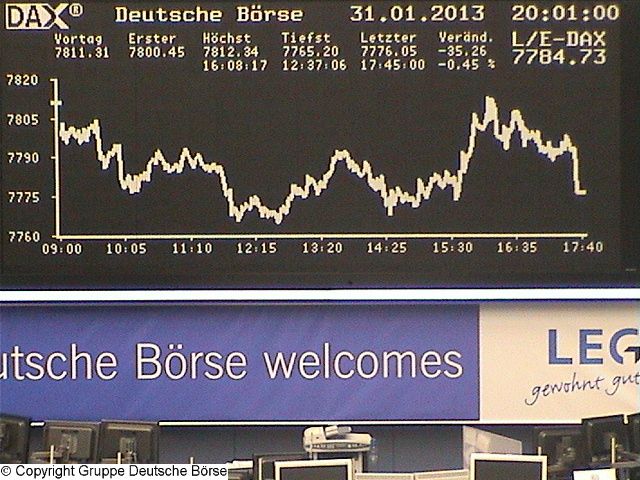 DAX® Deutsche Börse 31.01.2013 20:01:00
Vortag Erster Höchst Tiefst Letzter Veränd. L/E-DAX
7811.31 7800.45 7812.34 7765.20 7776.05 -35.26 7784.73
16:08:17 12:37:06 17:45:00 -0.45 %
7820
7805
7790
7775
7760
09:00 10:05 11:10 12:15 13:20 14:25 15:30 16:35 17:40
utsche Börse welcomes
LEG
gewohnt gut
© Copyright Gruppe Deutsche Börse